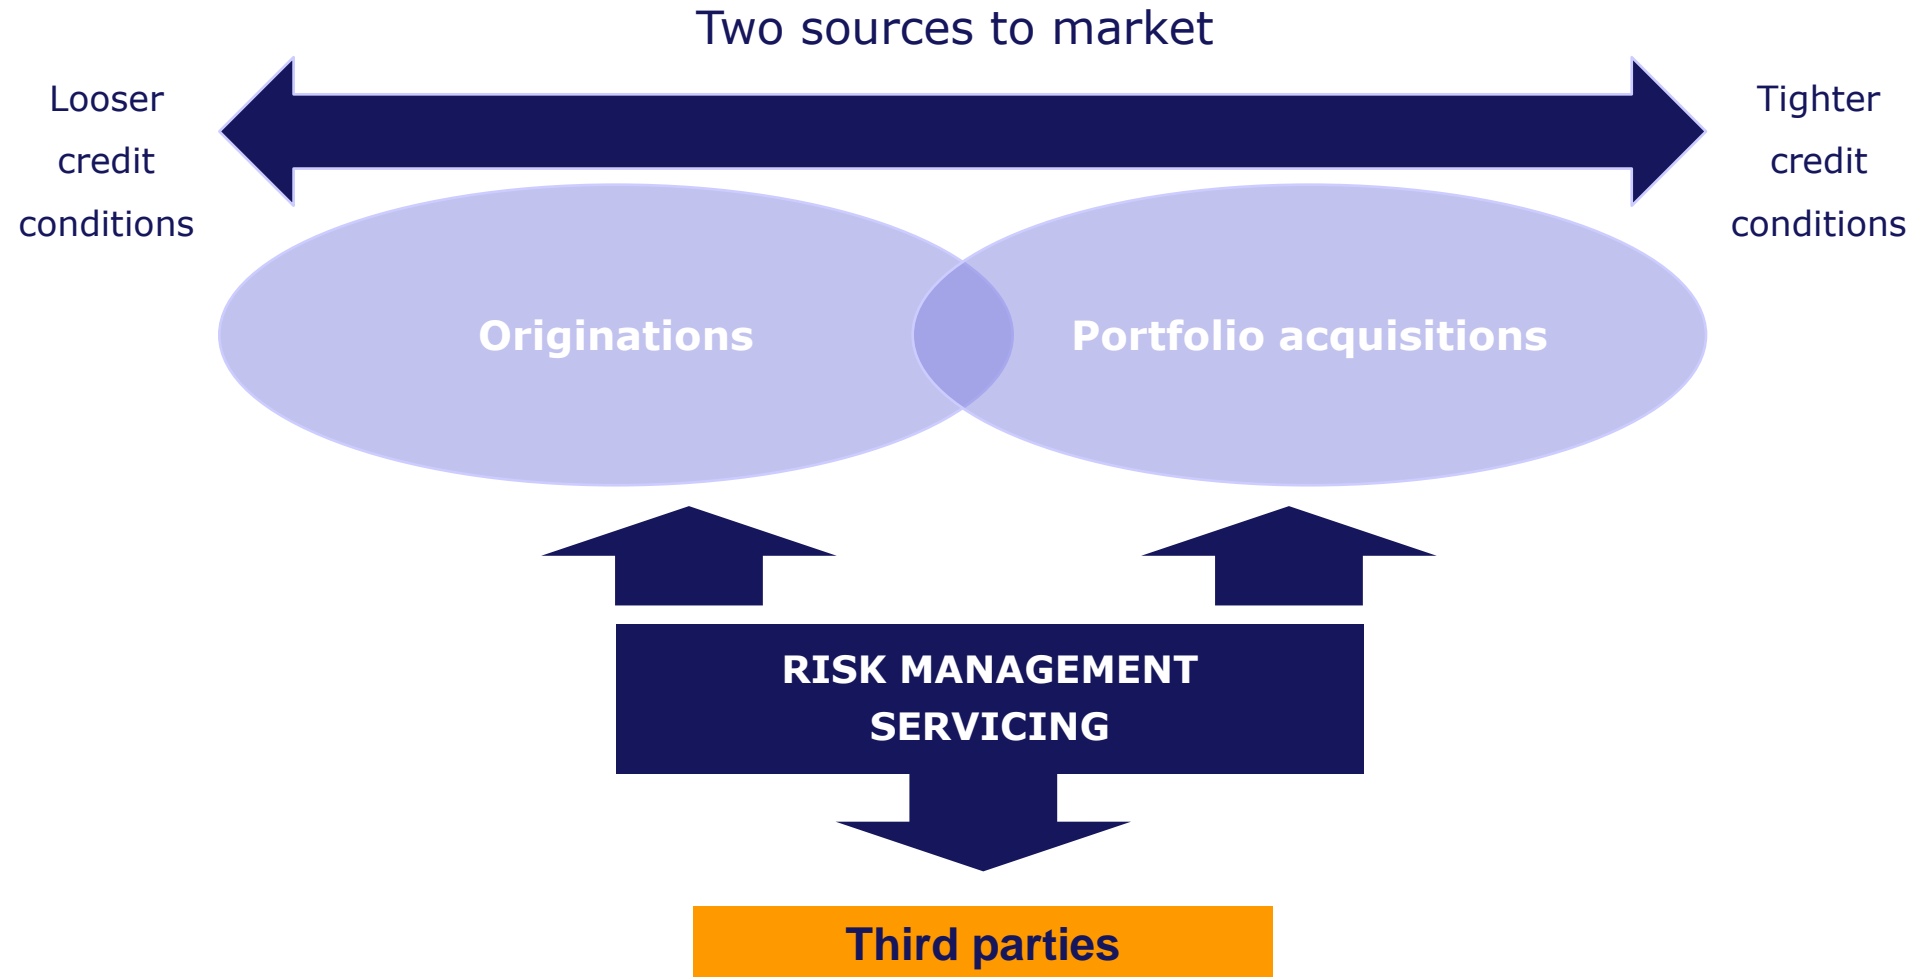 Two sources to market
Looser
credit
conditions
Tighter
credit
conditions
Originations
Portfolio acquisitions
RISK MANAGEMENT
SERVICING
Third parties